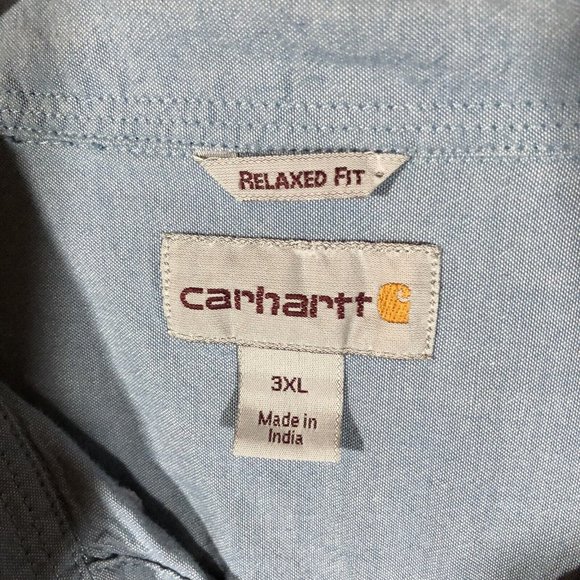 RELAXED FIT
carhartt
3XL
Made in
India